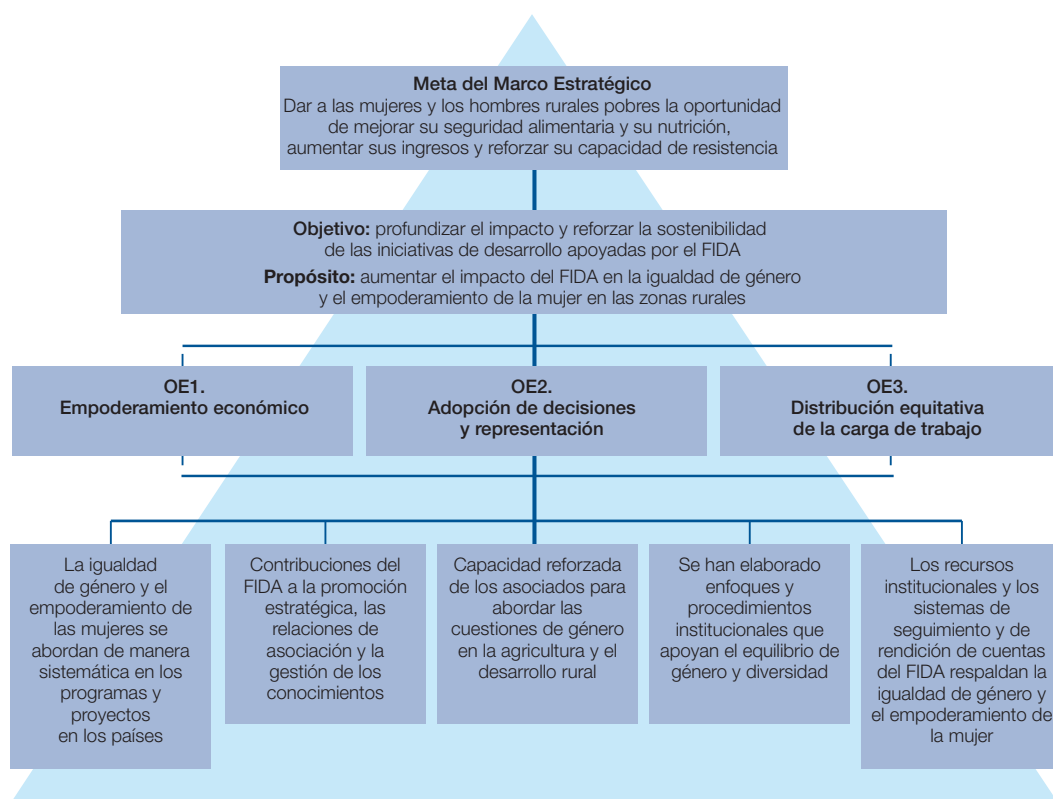 Meta del Marco Estratégico
Dar a las mujeres y los hombres rurales pobres la oportunidad
de mejorar su seguridad alimentaria y su nutrición,
aumentar sus ingresos y reforzar su capacidad de resistencia
Objetivo: profundizar el impacto y reforzar la sostenibilidad
de las iniciativas de desarrollo apoyadas por el FIDA
Propósito: aumentar el impacto del FIDA en la igualdad de género
y el empoderamiento de la mujer en las zonas rurales
OE1.
Empoderamiento económico
OE2.
Adopción de decisiones
y representación
OE3.
Distribución equitativa
de la carga de trabajo
La igualdad
de género y el
empoderamiento de
las mujeres se
abordan de manera
sistemática en los
programas y
proyectos
en los países
Contribuciones del
FIDA a la promoción
estratégica, las
relaciones de
asociación y la
gestión de los
conocimientos
Capacidad reforzada
de los asociados para
abordar las
cuestiones de género
en la agricultura y el
desarrollo rural
Se han elaborado
enfoques y
procedimientos
institucionales que
apoyan el equilibrio de
género y diversidad
Los recursos
institucionales y los
sistemas de
seguimiento y de
rendición de cuentas
del FIDA respaldan la
igualdad de género y
el empoderamiento de
la mujer